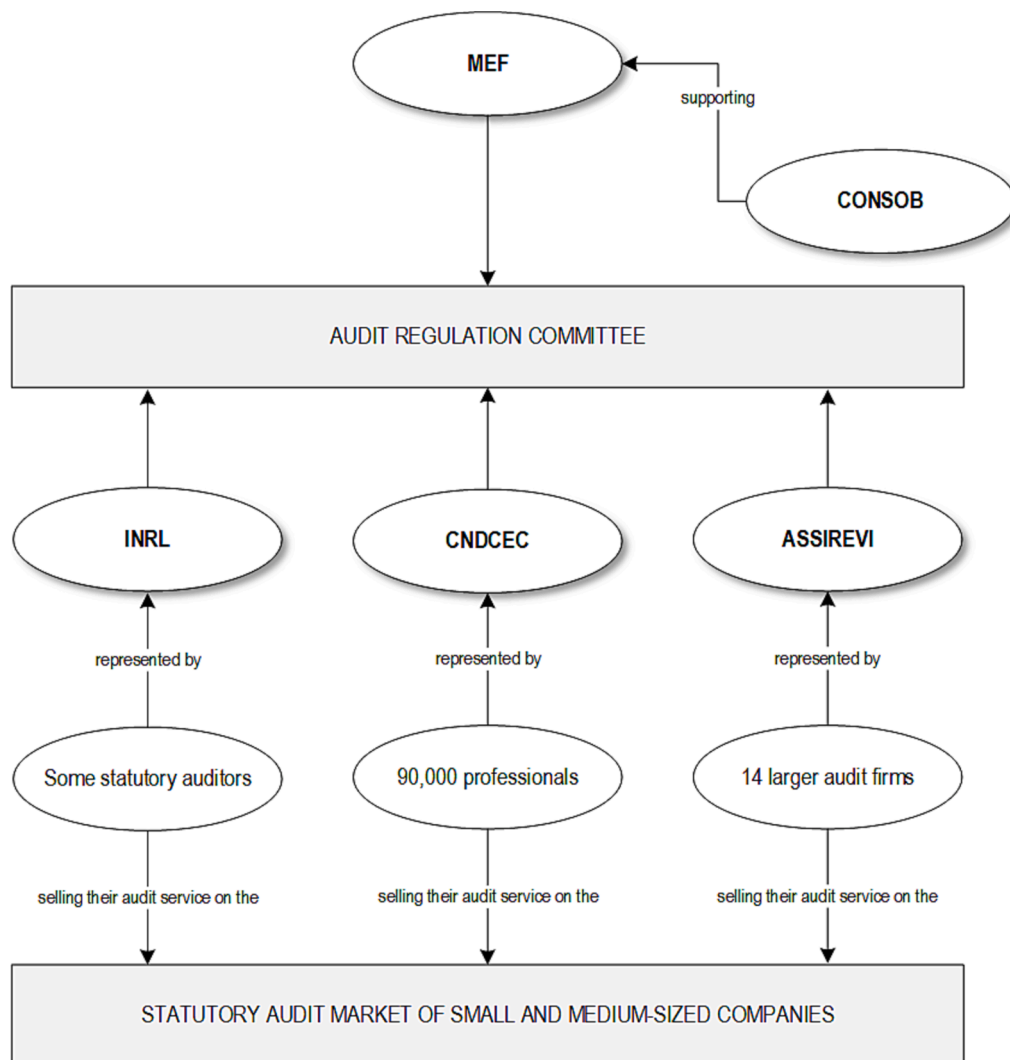 MEF
supporting
CONSOB
AUDIT REGULATION COMMITTEE
INRL
CNDCEC
ASSIREVI
represented by
represented by
represented by
Some statutory auditors
90,000 professionals
14 larger audit firms
selling their audit service on the
selling their audit service on the
selling their audit service on the
STATUTORY AUDIT MARKET OF SMALL AND MEDIUM-SIZED COMPANIES